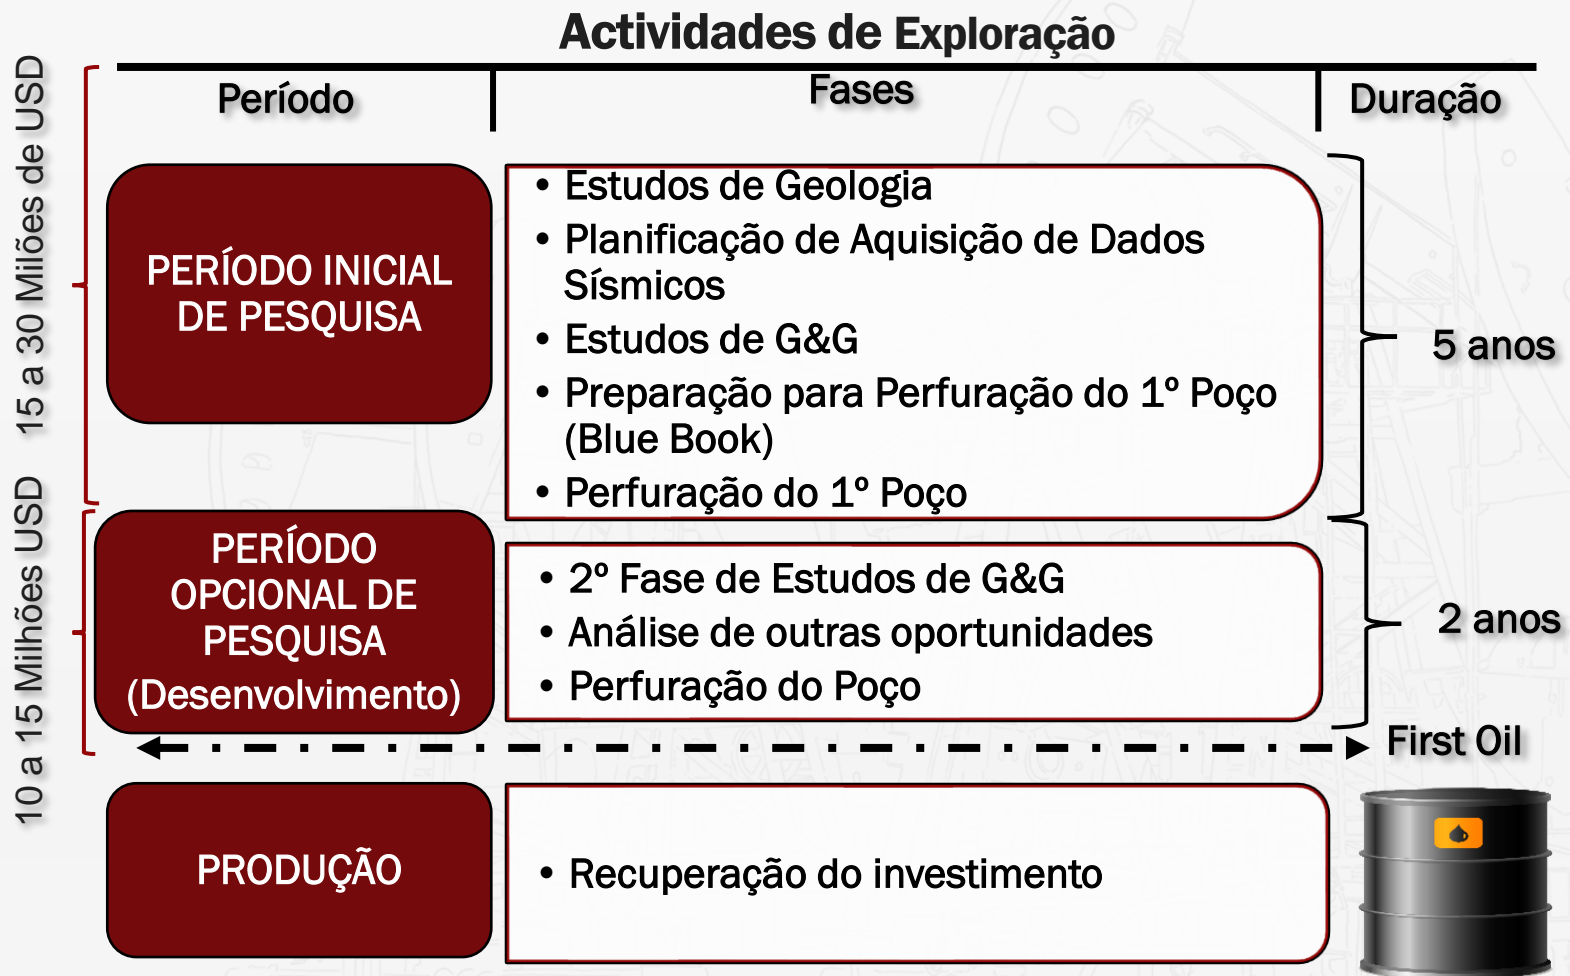 Actividades de Exploração
Período
Fases
Duração
15 a 30 Milões de USD
PERÍODO INICIAL
DE PESQUISA
• Estudos de Geologia
• Planificação de Aquisição de Dados
Sísmicos
• Estudos de G&G
• Preparação para Perfuração do 1º Poço
(Blue Book)
• Perfuração do 1º Poço
5 anos
10 a 15 Milhões USD
PERÍODO
OPCIONAL DE
PESQUISA
(Desenvolvimento)
• 2º Fase de Estudos de G&G
• Análise de outras oportunidades
• Perfuração do Poço
2 anos
First Oil
PRODUÇÃO
• Recuperação do investimento